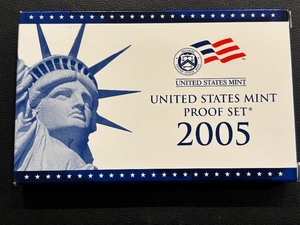 UNITED STATES MINT
UNITED STATES MINT
PROOF SET®
2005